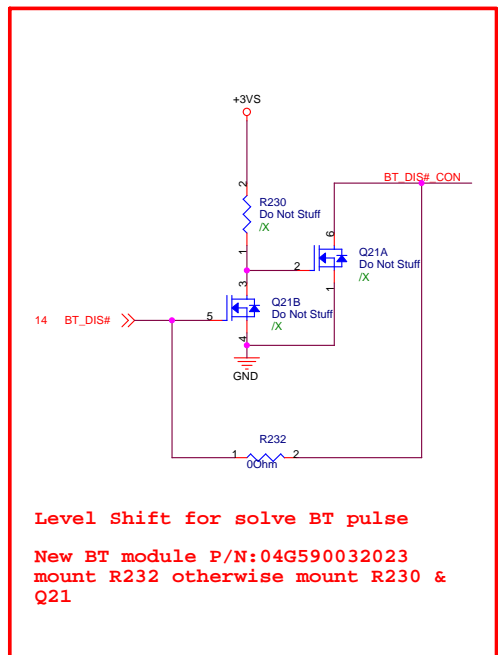 +3VS
BT_DIS#_CON
2
R230
Do Not Stuff
/X
1
6
2
Q21A
Do Not Stuff
/X
1
3
14 BT_DIS#
5
Q21B
Do Not Stuff
/X
4
GND
R232
1 2
0Ohm
Level Shift for solve BT pulse
New BT module P/N:04G590032023
mount R232 otherwise mount R230 &
Q21